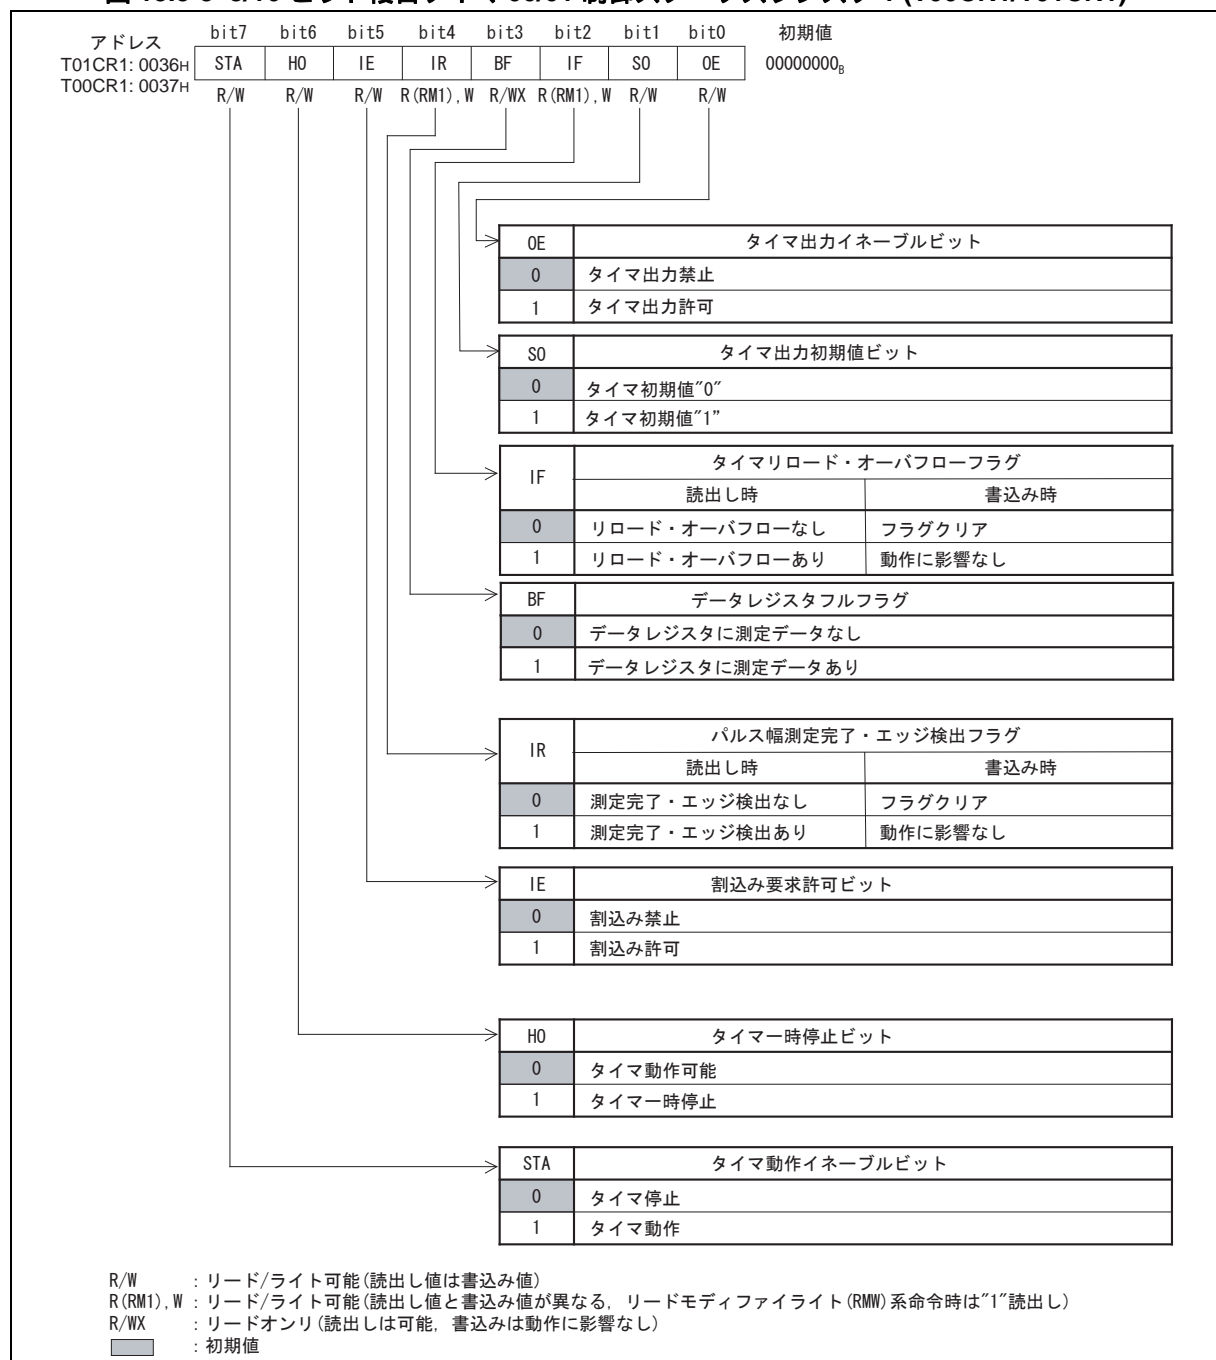 アドレス bit7 bit6 bit5 bit4 bit3 bit2 bit1 bit0 初期値
T01CR1: 0036H STA HO IE IR BF IF SO OE 00000000B
T00CR1: 0037H R/W R/W R/W R(RM1),W R/WX R(RM1),W R/W R/W
OE タイマ出力イネーブルビット
0 タイマ出力禁止
1 タイマ出力許可
SO タイマ出力初期値ビット
0 タイマ初期値"0"
1 タイマ初期値"1"
IF タイマリロード・オーバフローフラグ
読出し時 書込み時
0 リロード・オーバフローなし フラグクリア
1 リロード・オーバフローあり 動作に影響なし
BF データレジスタフルフラグ
0 データレジスタに測定データなし
1 データレジスタに測定データあり
IR パルス幅測定完了・エッジ検出フラグ
読出し時 書込み時
0 測定完了・エッジ検出なし フラグクリア
1 測定完了・エッジ検出あり 動作に影響なし
IE 割込み要求許可ビット
0 割込み禁止
1 割込み許可
HO タイマ一時停止ビット
0 タイマ動作可能
1 タイマ一時停止
STA タイマ動作イネーブルビット
0 タイマ停止
1 タイマ動作
R/W :リード/ライト可能(読出し値は書込み値)
R(RM1),W :リード/ライト可能(読出し値と書込み値が異なる, リードモディファイライト(RMW)系命令時は"1"読出し)
R/WX :リードオンリ(読出しは可能, 書込みは動作に影響なし)
:初期値